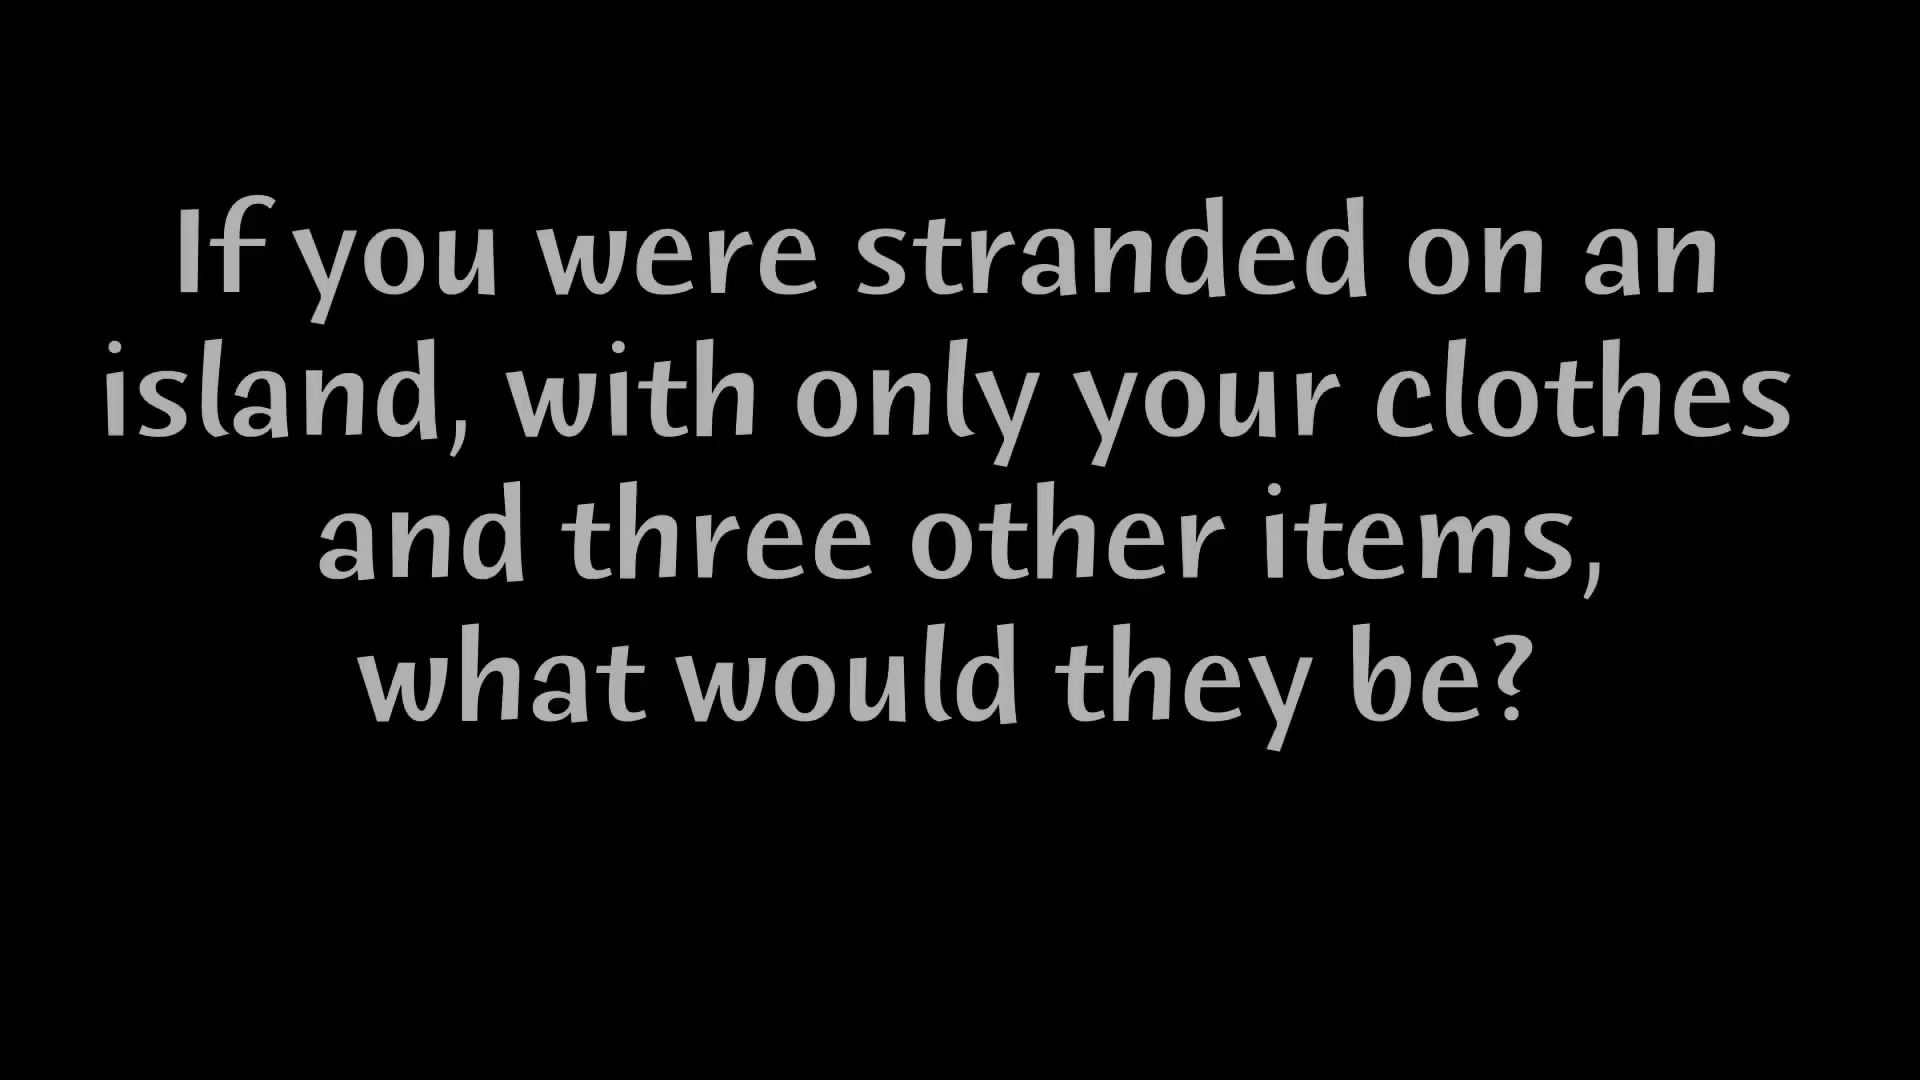 If you were stranded on an
island, with only your clothes
and three other items,
what would they be?